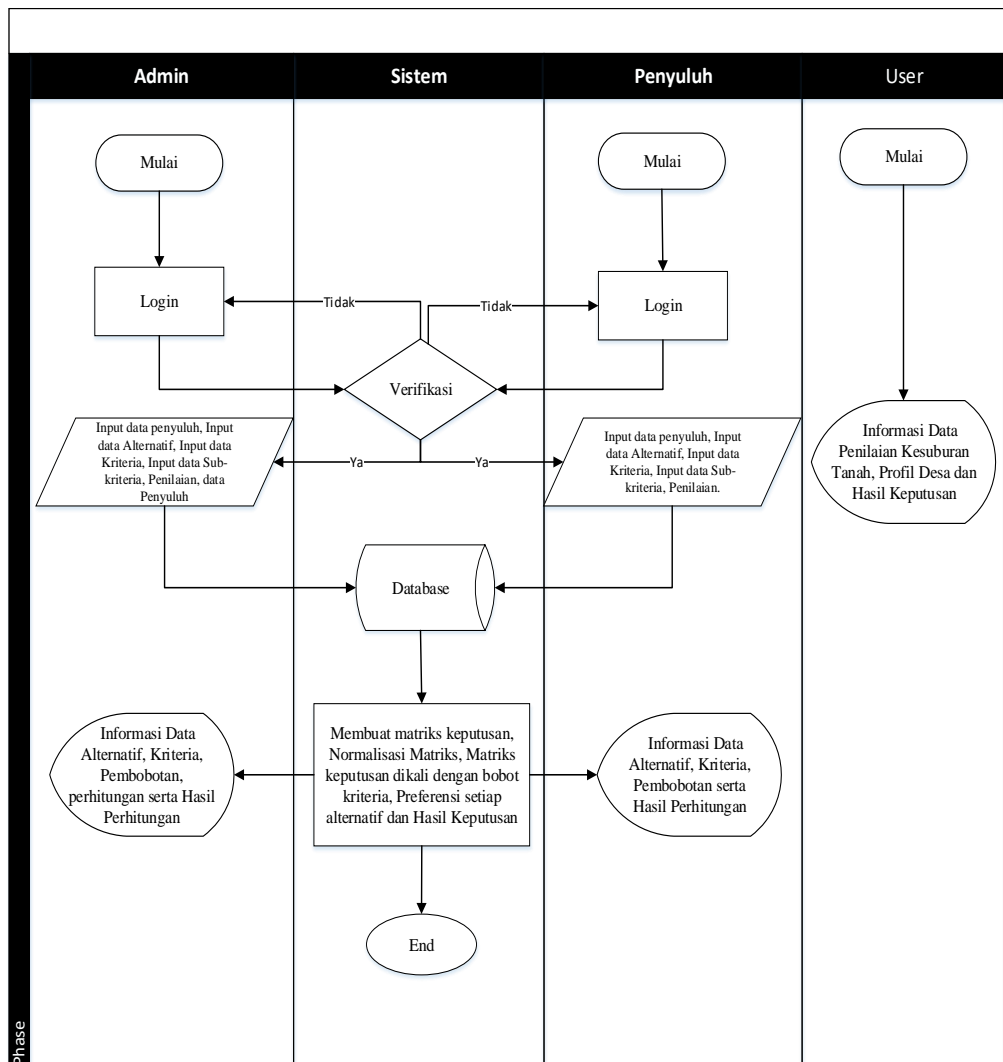 Admin
Sistem
Penyuluh
User
Mulai
Mulai
Mulai
Login
Tidak
Tidak
Login
Verifikasi
Input data penyuluh, Input
data Alternatif, Input data
Kriteria, Input data Sub-
kriteria, Penilaian, data
Penyuluh
Ya
Ya
Input data penyuluh, Input
data Alternatif, Input data
Kriteria, Input data Sub-
kriteria, Penilaian.
Informasi Data
Penilaian Kesuburan
Tanah, Profil Desa dan
Hasil Keputusan
Database
Informasi Data
Alternatif, Kriteria,
Pembobotan,
perhitungan serta Hasil
Perhitungan
Membuat matriks keputusan,
Normalisasi Matriks, Matriks
keputusan dikali dengan bobot
kriteria, Preferensi setiap
alternatif dan Hasil Keputusan
Informasi Data
Alternatif, Kriteria,
Pembobotan serta
Hasil Perhitungan
End
Phase